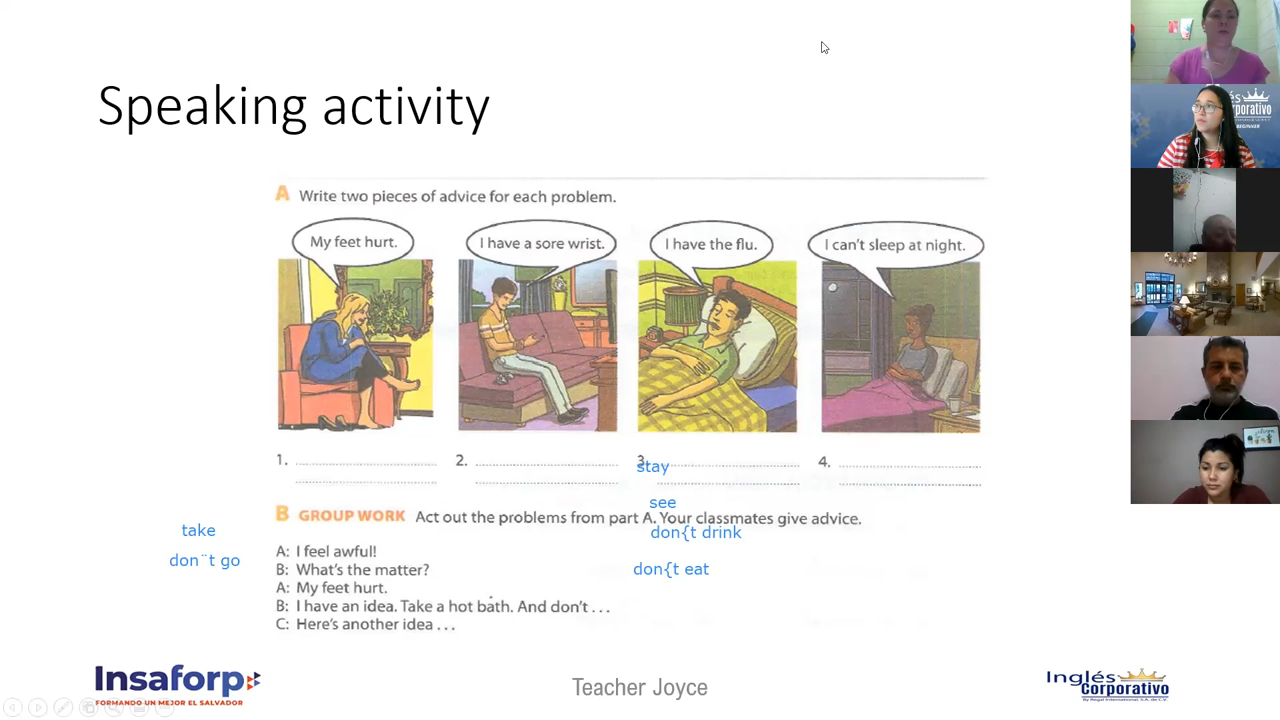 Speaking activity
A Write two pieces of advice for each problem.
My feet hurt.
I have a sore wrist.
I have the flu.
I can't sleep at night.
1.
2.
3.
4.
stay
see
don{t drink
don{t eat
take
don¨t go
B GROUP WORK Act out the problems from part A. Your classmates give advice.
A: I feel awful!
B: What's the matter?
A: My feet hurt.
B: I have an idea. Take a hot bath. And don't . . .
C: Here's another idea . . .
Insaforp
FORMANDO UN MEJOR EL SALVADOR
Teacher Joyce
Inglés
Corporativo
By Regal International, S.A. de C.V.